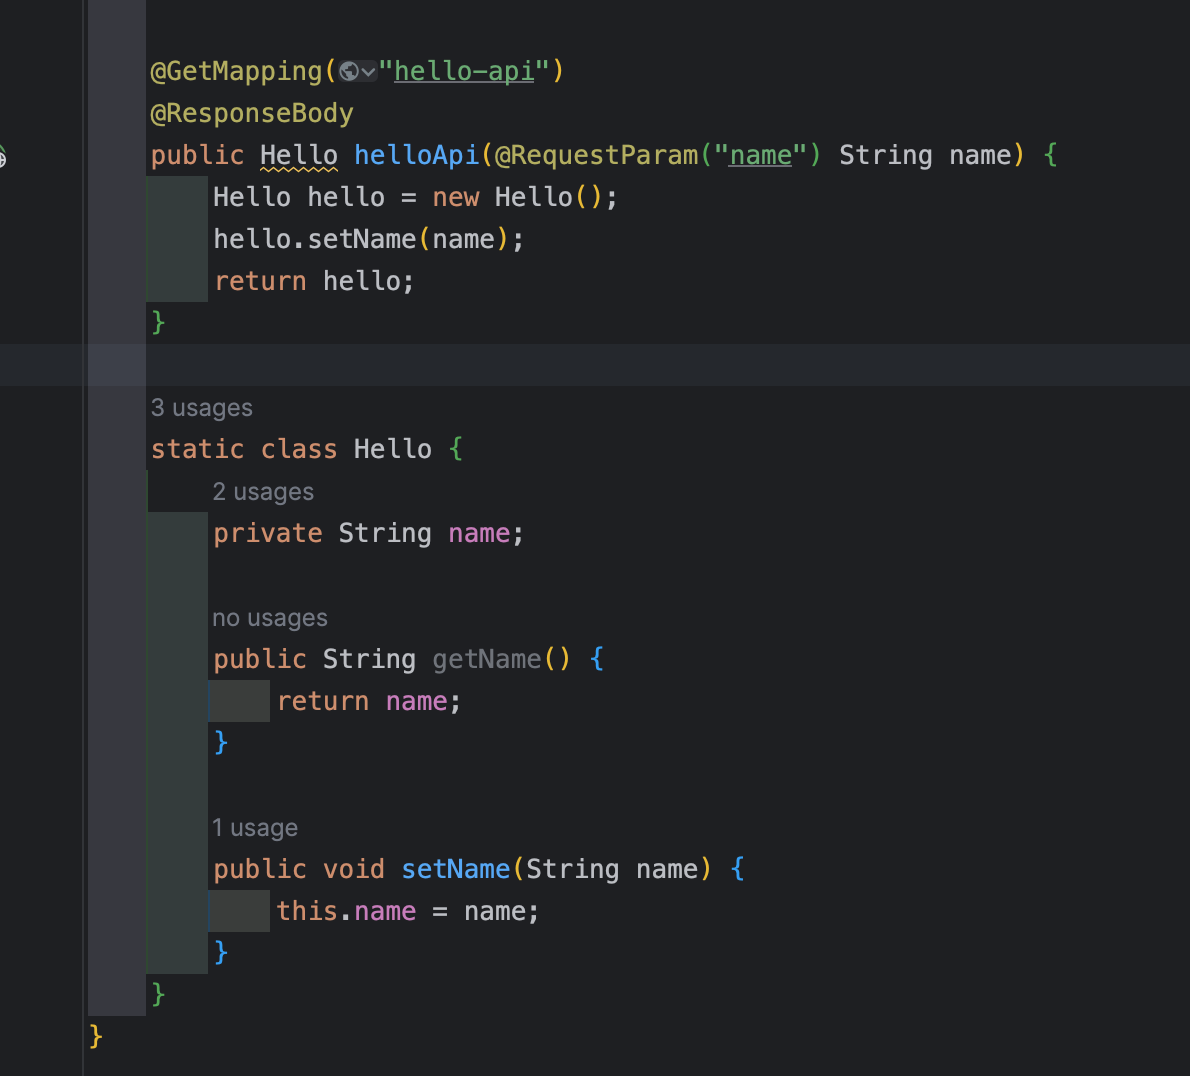 @GetMapping("hello-api")
@ResponseBody
public Hello helloApi(@RequestParam("name") String name) {
Hello hello = new Hello();
hello.setName(name);
return hello;
}
3 usages
static class Hello {
2 usages
private String name;
no usages
public String getName() {
return name;
}
1 usage
public void setName(String name) {
this.name = name;
}
}
}